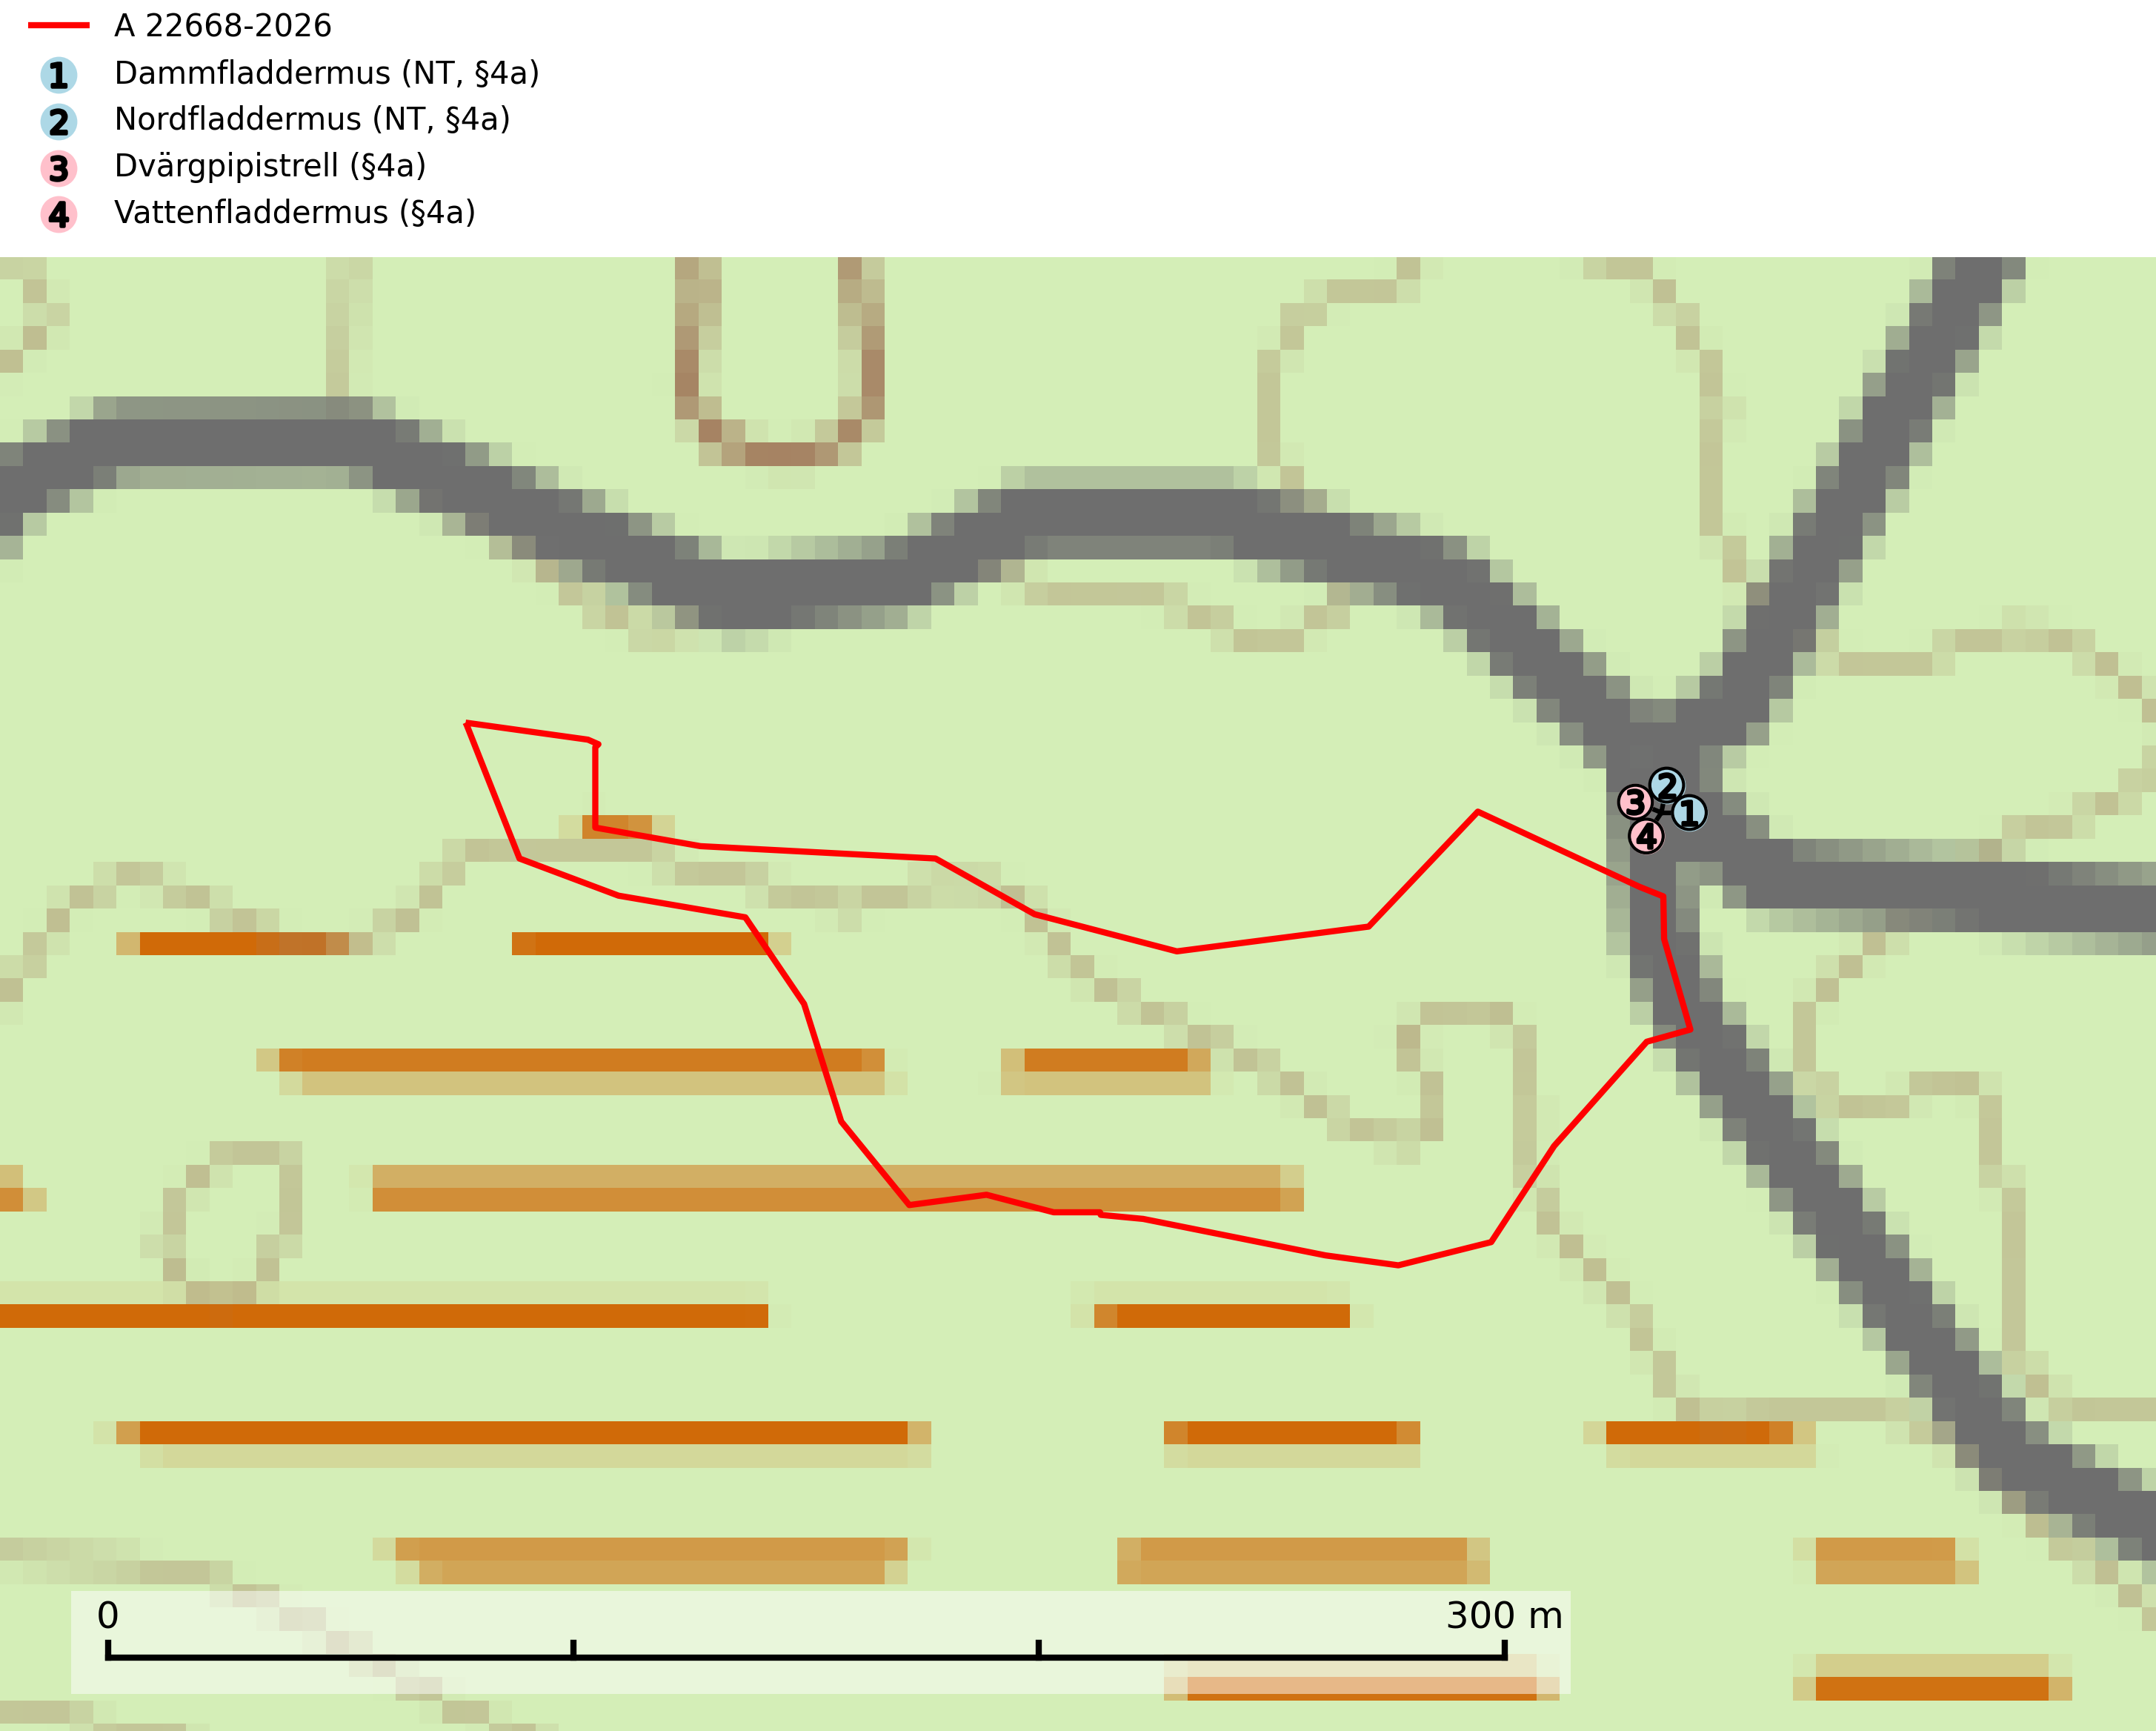 A 22668-2026
1 Dammfladdermus (NT, §4a)
2 Nordfladdermus (NT, §4a)
3 Dvärgpipistrell (§4a)
4 Vattenfladdermus (§4a)
2
3 1
4
0 300 m